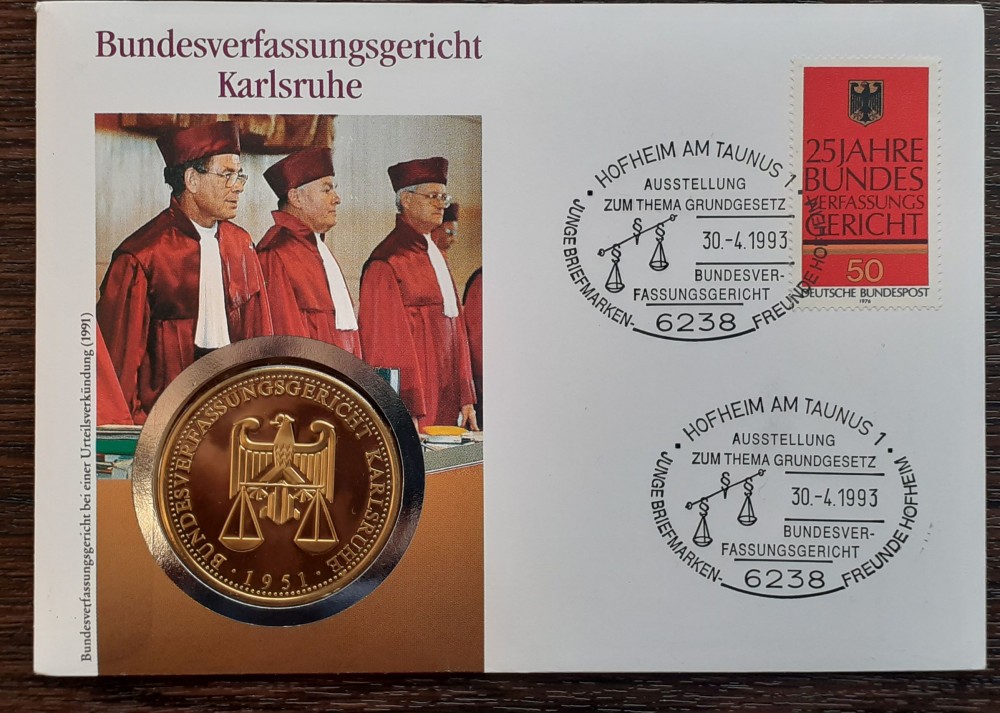 Bundesverfassungsgericht
Karlsruhe
Bundesverfassungsgericht bei einer Urteilsverkündung (1991)
BUNDESVERFASSUNGSGERICHT KARLSRUHE
· 1951 ·
25 JAHRE
BUNDES
VERFASSUNGS
GERICHT
50
DEUTSCHE BUNDESPOST
1976
· HOFHEIM AM TAUNUS 1 ·
AUSSTELLUNG
ZUM THEMA GRUNDGESETZ
30.-4.1993
BUNDESVER-
FASSUNGSGERICHT
JUNGE BRIEFMARKEN-FREUNDE HOFHEIM
6238
· HOFHEIM AM TAUNUS 1 ·
AUSSTELLUNG
ZUM THEMA GRUNDGESETZ
30.-4.1993
BUNDESVER-
FASSUNGSGERICHT
JUNGE BRIEFMARKEN-FREUNDE HOFHEIM
6238